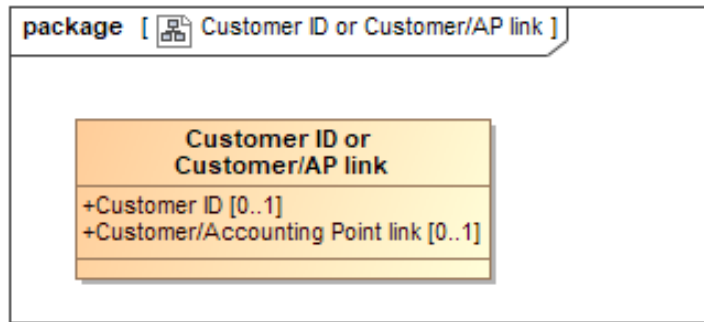 package [ Customer ID or Customer/AP link ]
Customer ID or
Customer/AP link
+Customer ID [0..1]
+Customer/Accounting Point link [0..1]